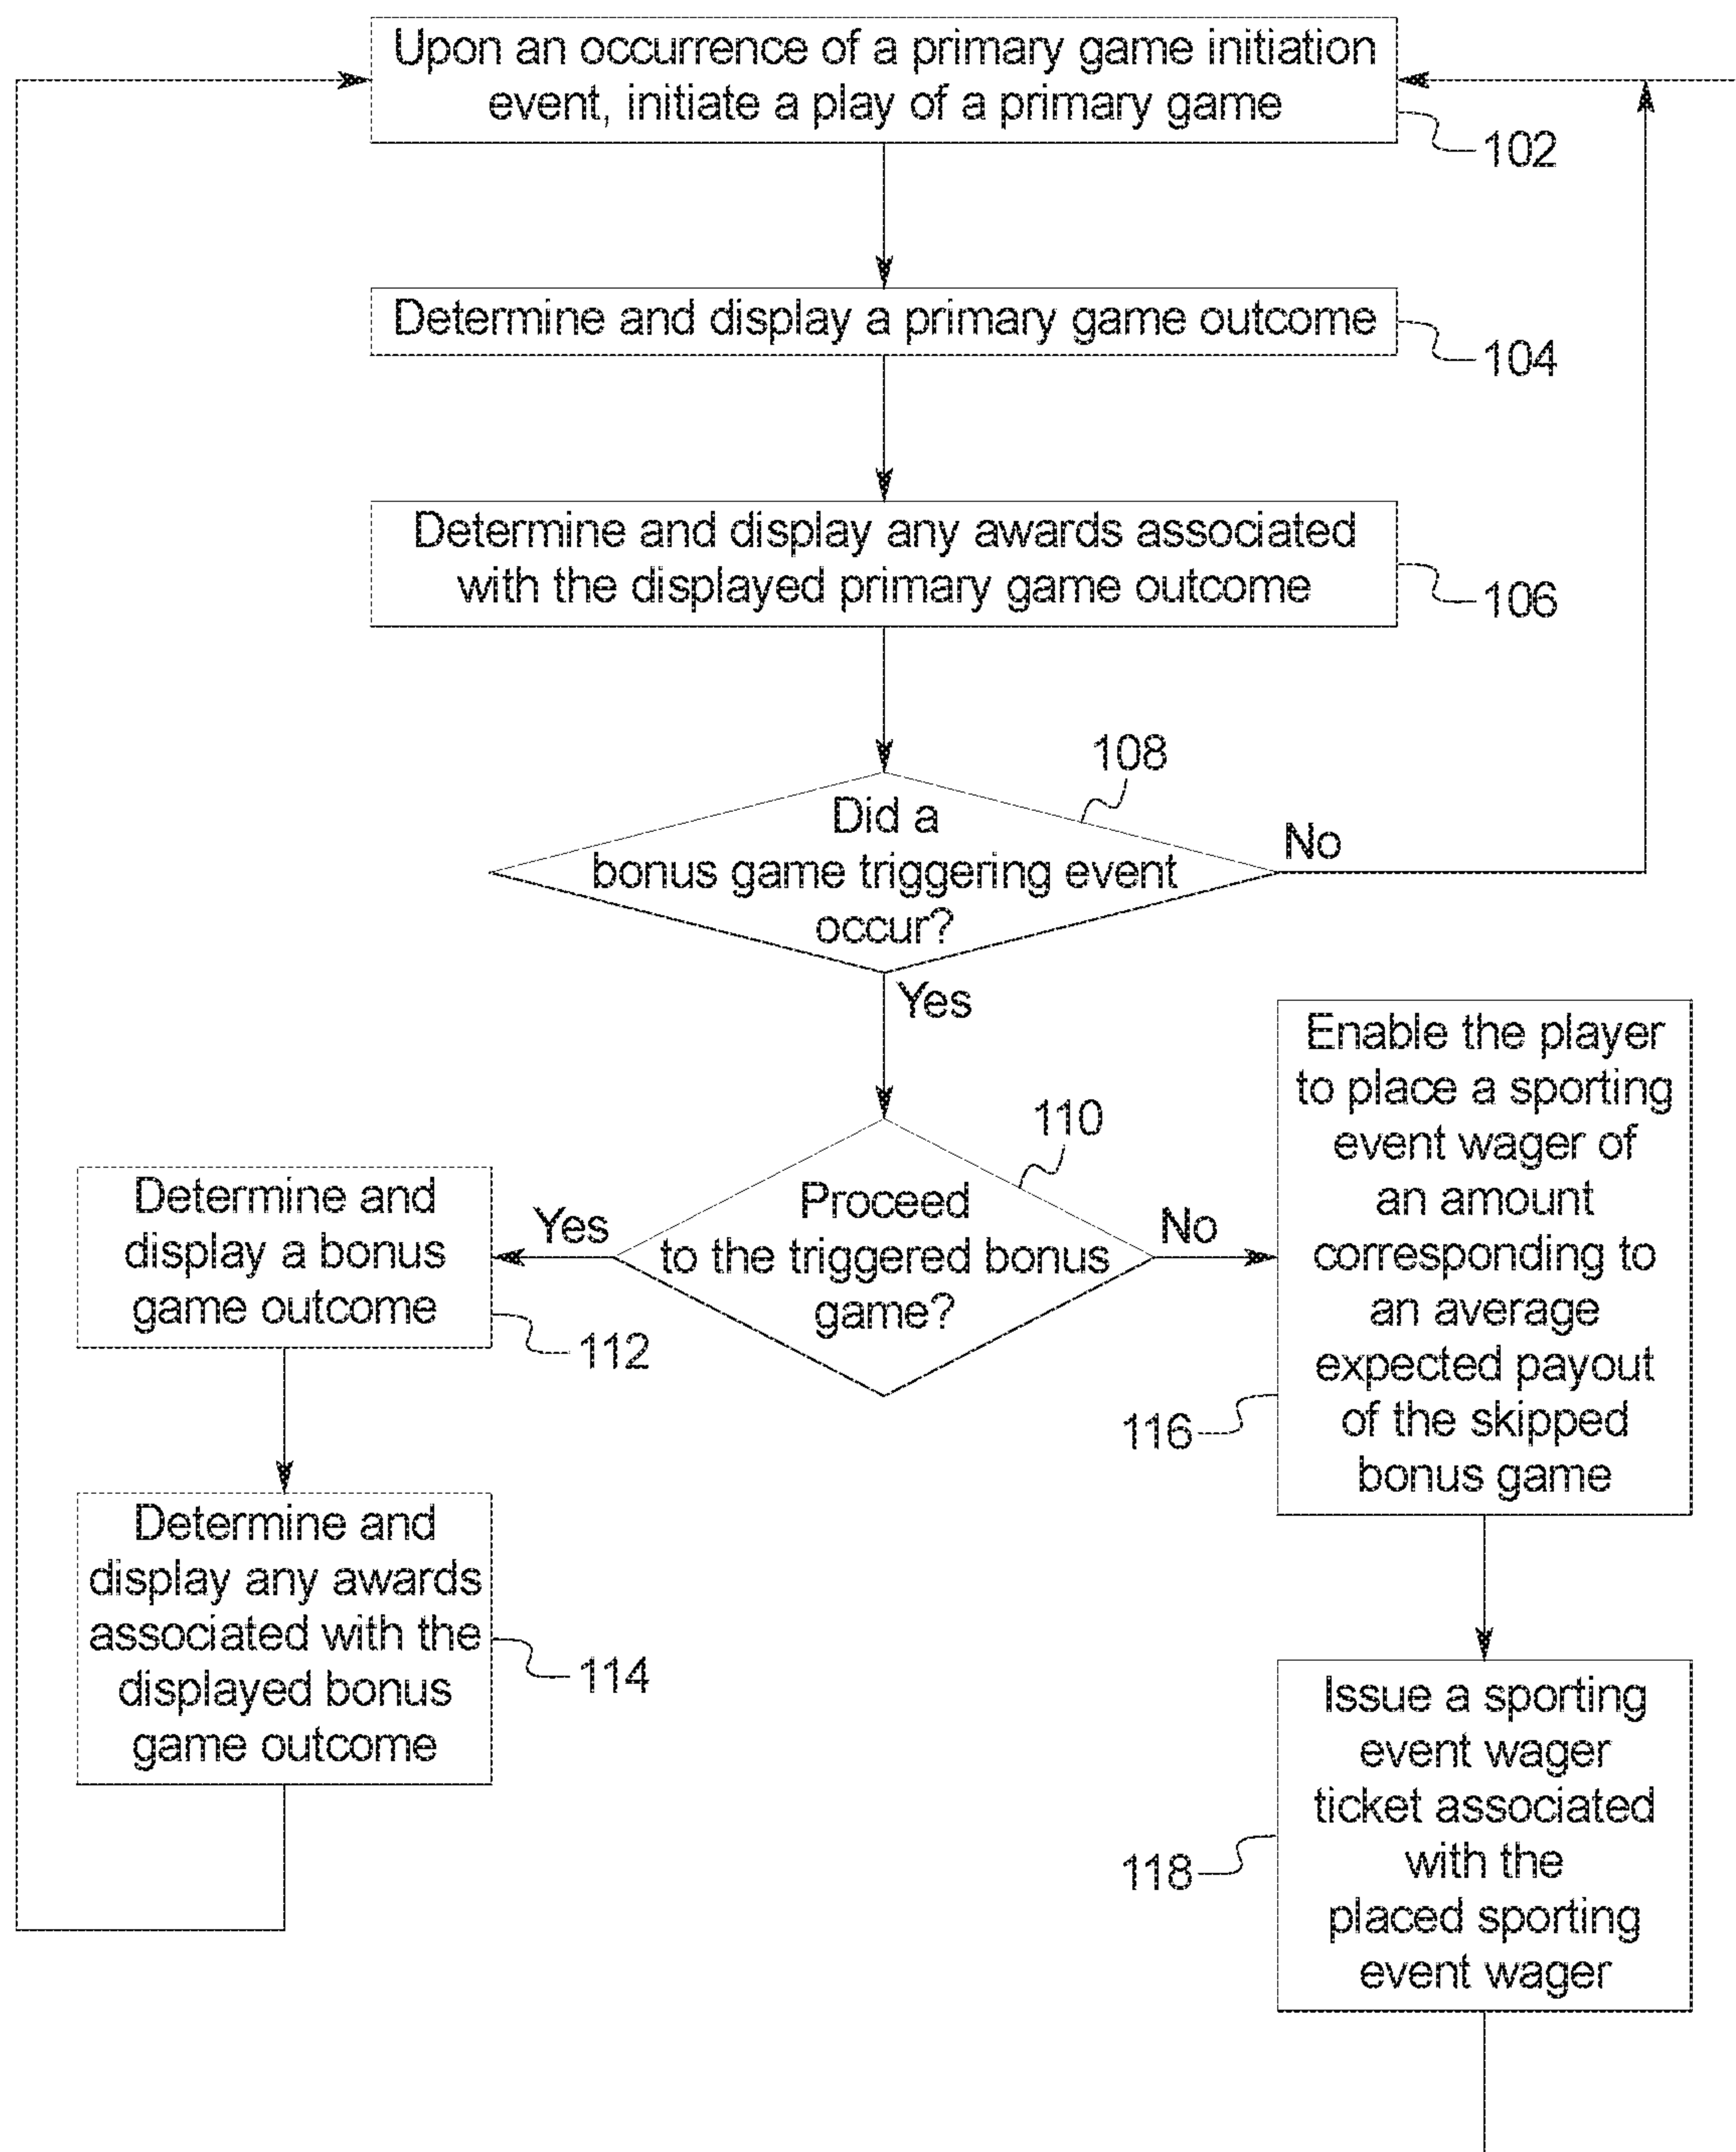 Upon an occurrence of a primary game initiation
event, initiate a play of a primary game
102
Determine and display a primary game outcome
104
Determine and display any awards associated
with the displayed primary game outcome
106
108
Did a
bonus game triggering event
occur?
No
Yes
110
Proceed
to the triggered bonus
game?
Yes
No
Determine and
display a bonus
game outcome
112
Determine and
display any awards
associated with the
displayed bonus
game outcome
114
Enable the player
to place a sporting
event wager of
an amount
corresponding to
an average
expected payout
of the skipped
bonus game
116
Issue a sporting
event wager
ticket associated
with the
placed sporting
event wager
118